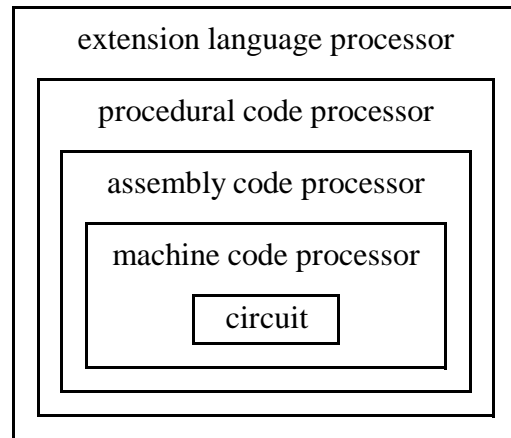 extension language processor
procedural code processor
assembly code processor
machine code processor
circuit